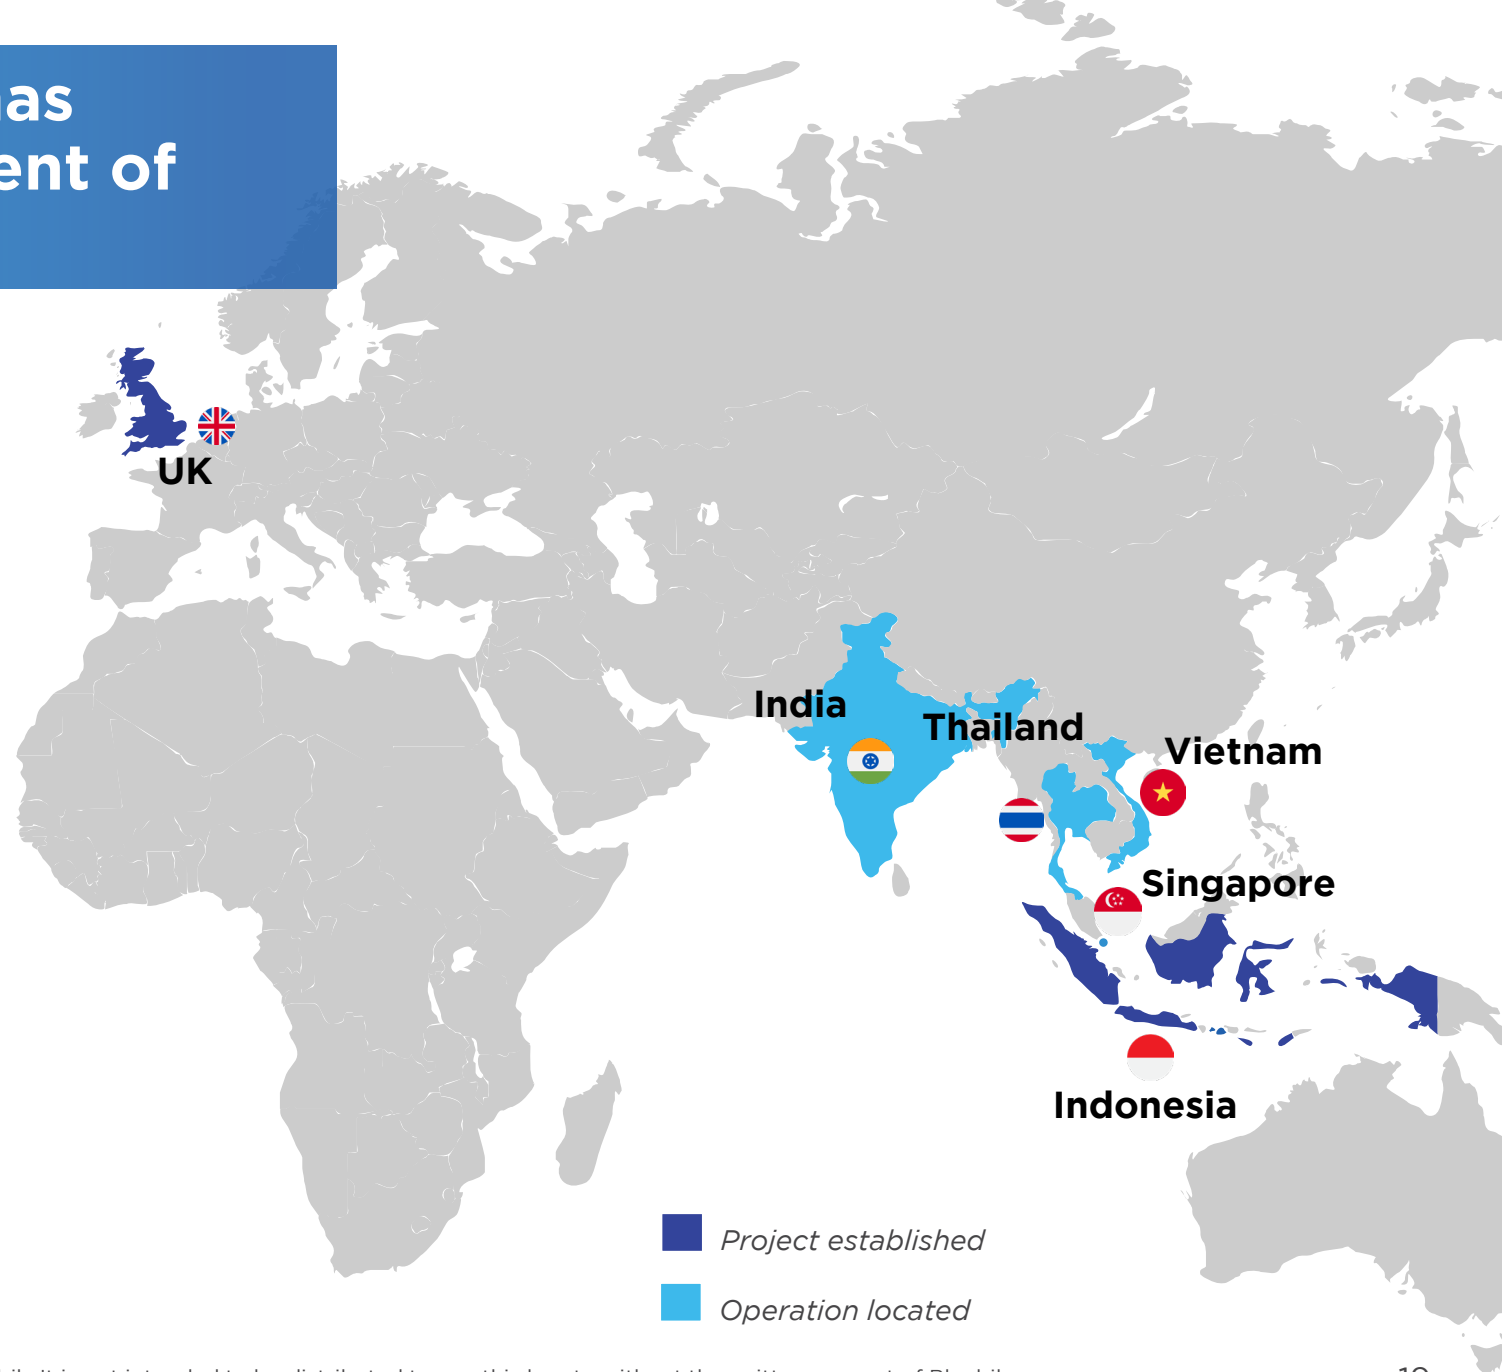 as
ent of
UK
India
Thailand
Vietnam
Singapore
Indonesia
Project established
Operation located